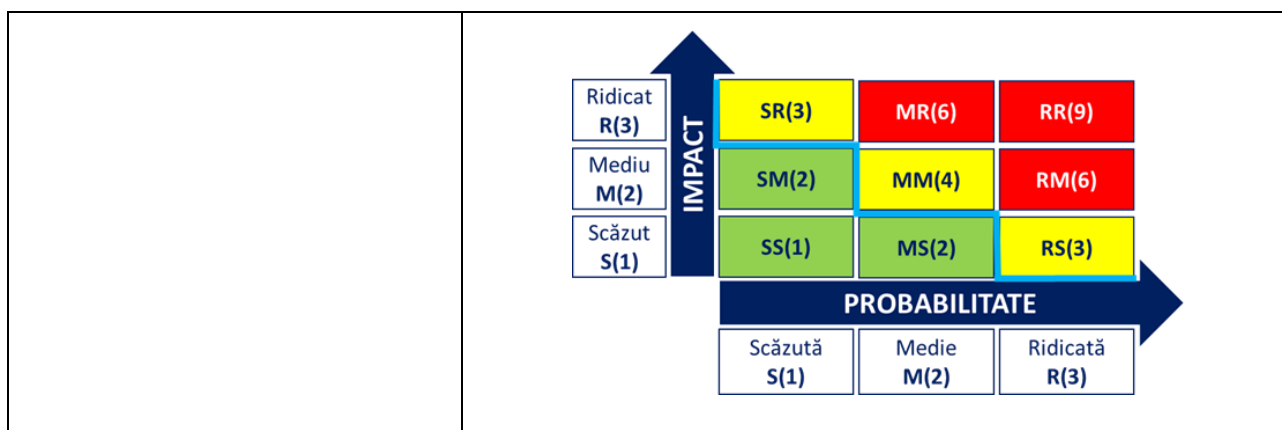 Ridicat
R(3)
IMPACT
SR(3)
MR(6)
RR(9)
Mediu
M(2)
SM(2)
MM(4)
RM(6)
Scăzut
S(1)
SS(1)
MS(2)
RS(3)
PROBABILITATE
Scăzută
S(1)
Medie
M(2)
Ridicată
R(3)